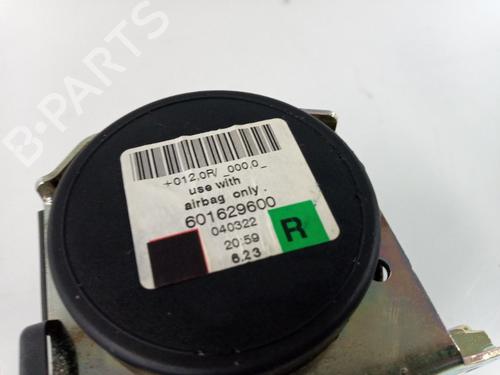 B-PARTS
+012,0R/ _000,0_
use with
airbag only .
601629600
040322
20:59
6.23
R